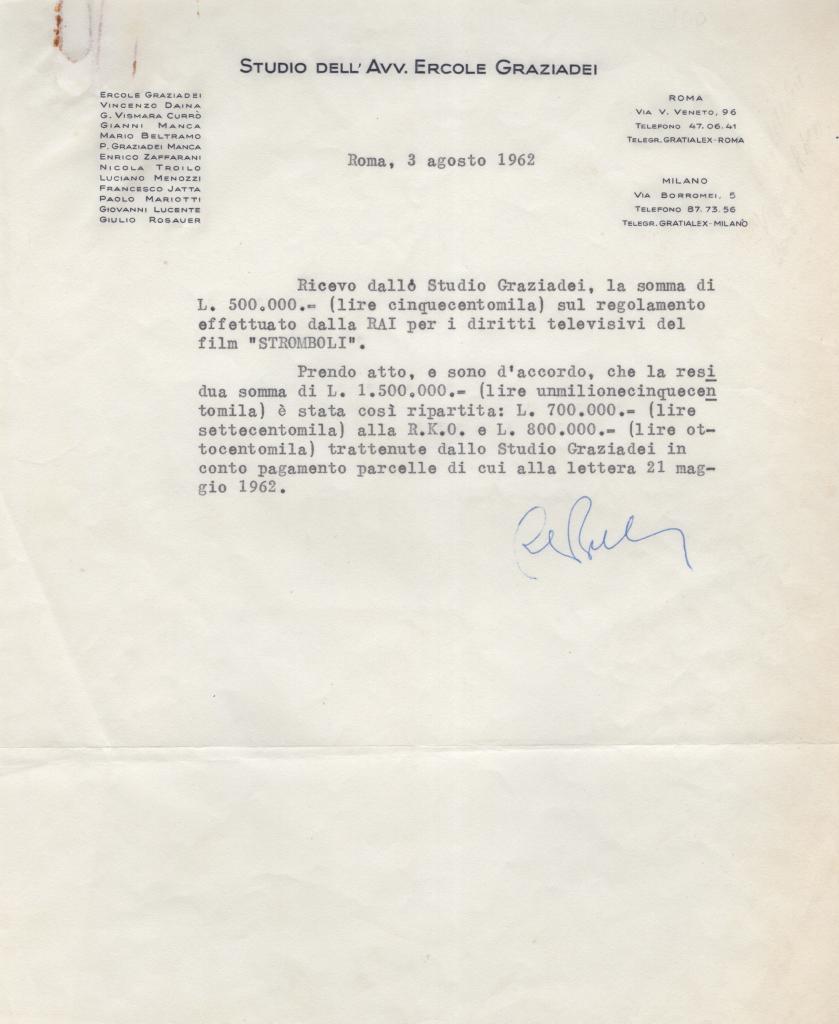 STUDIO DELL' AVV. ERCOLE GRAZIADEI
ERCOLE GRAZIADEI
VINCENZO DAINA
G. VISMARA CURRÒ
GIANNI MANCA
MARIO BELTRAMO
P. GRAZIADEI MANCA
ENRICO ZAFFARANI
NICOLA TROILO
LUCIANO MENOZZI
FRANCESCO JATTA
PAOLO MARIOTTI
GIOVANNI LUCENTE
GIULIO ROSAUER
ROMA
VIA V. VENETO, 96
TELEFONO 47.06.41
TELEGR. GRATIALEX-ROMA
MILANO
VIA BORROMEI, 5
TELEFONO 87.73.56
TELEGR. GRATIALEX-MILANO
Roma, 3 agosto 1962
Ricevo dallo Studio Graziadei, la somma di
L. 500.000.= (lire cinquecentomila) sul regolamento
effettuato dalla RAI per i diritti televisivi del
film "STROMBOLI".
Prendo atto, e sono d'accordo, che la resi
dua somma di L. 1.500.000.= (lire unmilionecinquecen
tomila) è stata così ripartita: L. 700.000.= (lire
settecentomila) alla R.K.O. e L. 800.000.= (lire ot-
tocentomila) trattenute dallo Studio Graziadei in
conto pagamento parcelle di cui alla lettera 21 mag-
gio 1962.